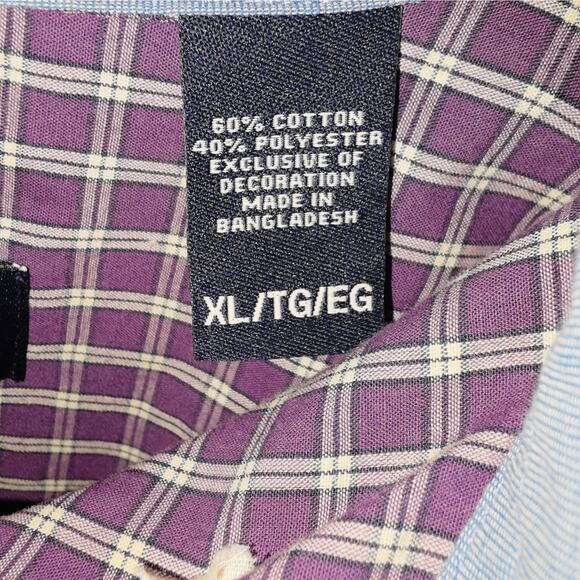 60% COTTON
40% POLYESTER
EXCLUSIVE OF
DECORATION
MADE IN
BANGLADESH
XL/TG/EG